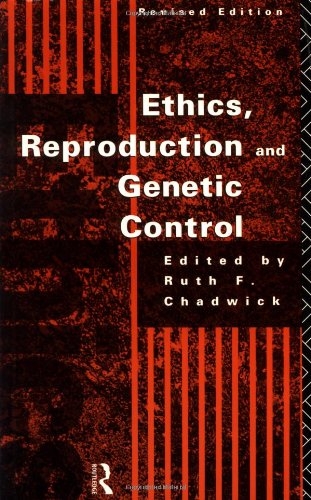 Revised Edition
Ethics,
Reproduction and
Genetic
Control
Edited by
Ruth F.
Chadwick
ROUTLEDGE